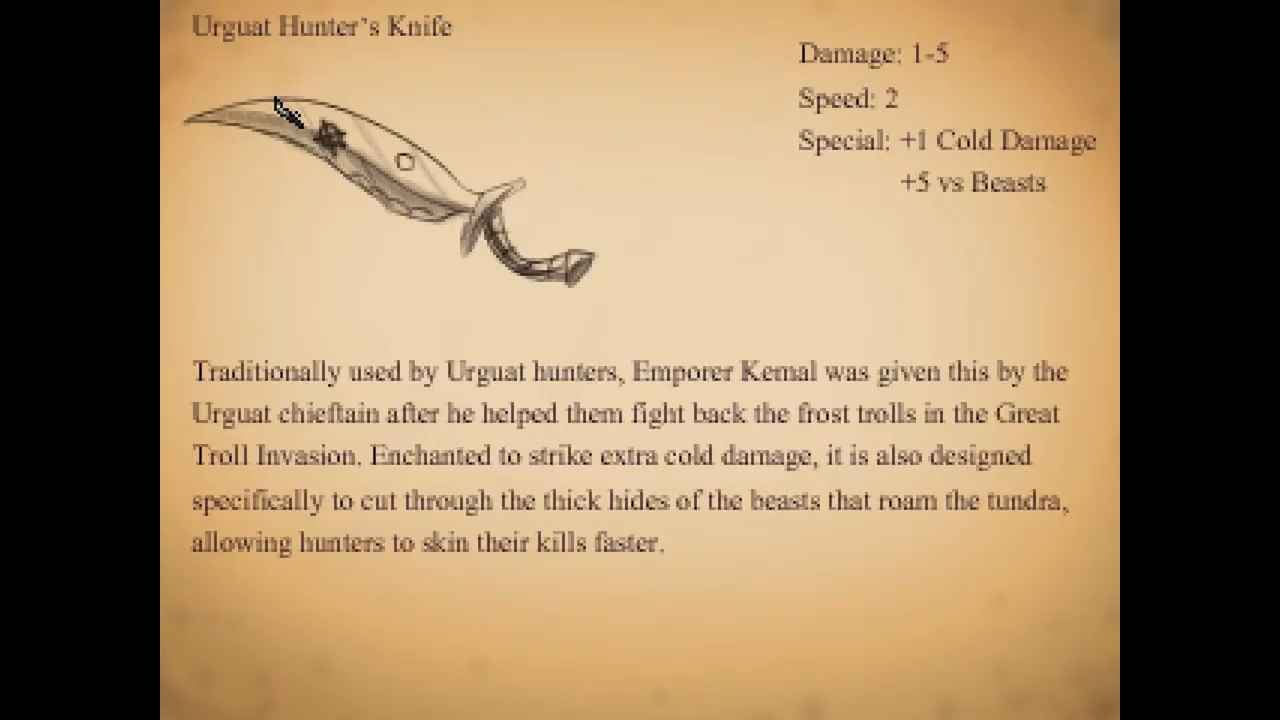 Urguat Hunter's Knife
Damage: 1-5
Speed: 2
Special: +1 Cold Damage
+5 vs Beasts
Traditionally used by Urguat hunters, Emporer Kemal was given this by the
Urguat chieftain after he helped them fight back the frost trolls in the Great
Troll Invasion. Enchanted to strike extra cold damage, it is also designed
specifically to cut through the thick hides of the beasts that roam the tundra,
allowing hunters to skin their kills faster.